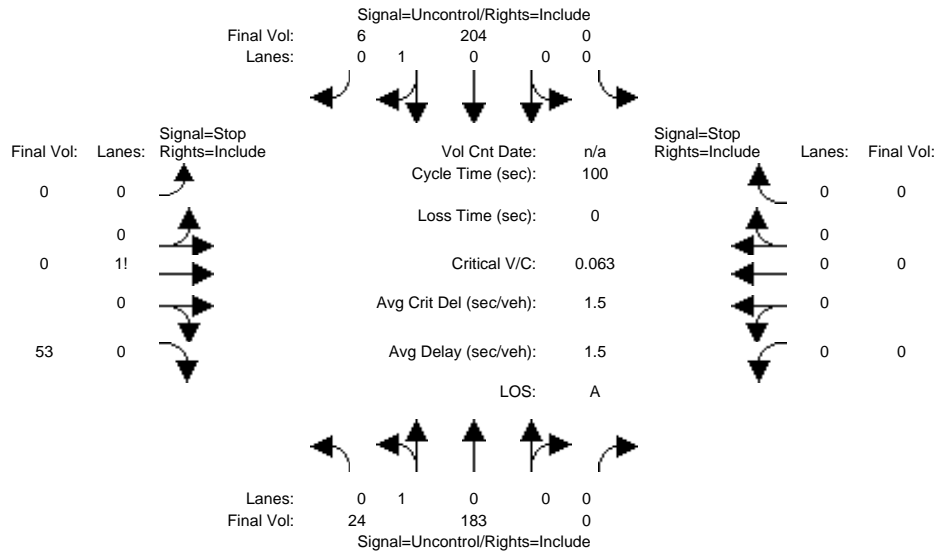 Signal=Uncontrol/Rights=Include
Final Vol: 6 204 0
Lanes: 0 1 0 0 0
Signal=Stop Signal=Stop
Final Vol: Lanes: Rights=Include Vol Cnt Date: n/a Rights=Include Lanes: Final Vol:
Cycle Time (sec): 100
0 0 0 0
Loss Time (sec): 0
0 0
0 1! Critical V/C: 0.063 0 0
0 Avg Crit Del (sec/veh): 1.5 0
53 0 Avg Delay (sec/veh): 1.5 0 0
LOS: A
Lanes: 0 1 0 0 0
Final Vol: 24 183 0
Signal=Uncontrol/Rights=Include